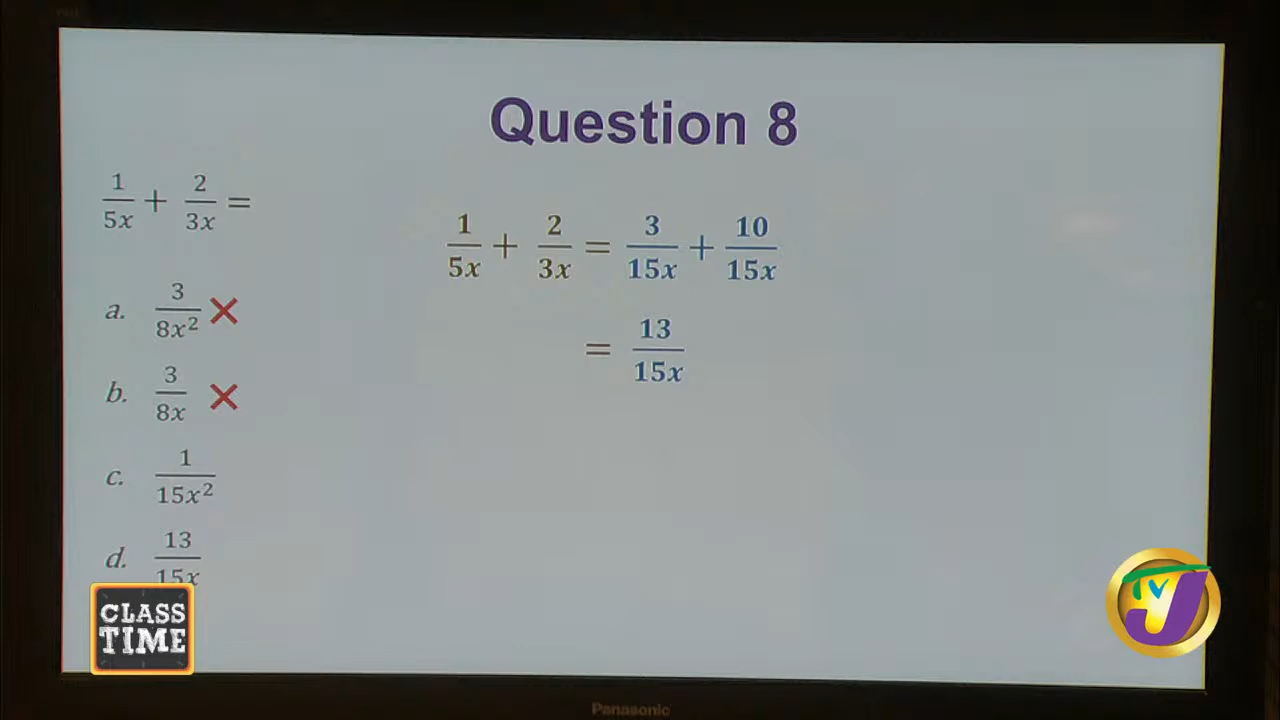 Question 8
1/5x + 2/3x =
a. 3/8x² ×
b. 3/8x ×
c. 1/15x²
d. 13/15x
1/5x + 2/3x = 3/15x + 10/15x
= 13/15x
CLASS
TIME
TVJ
Panasonic